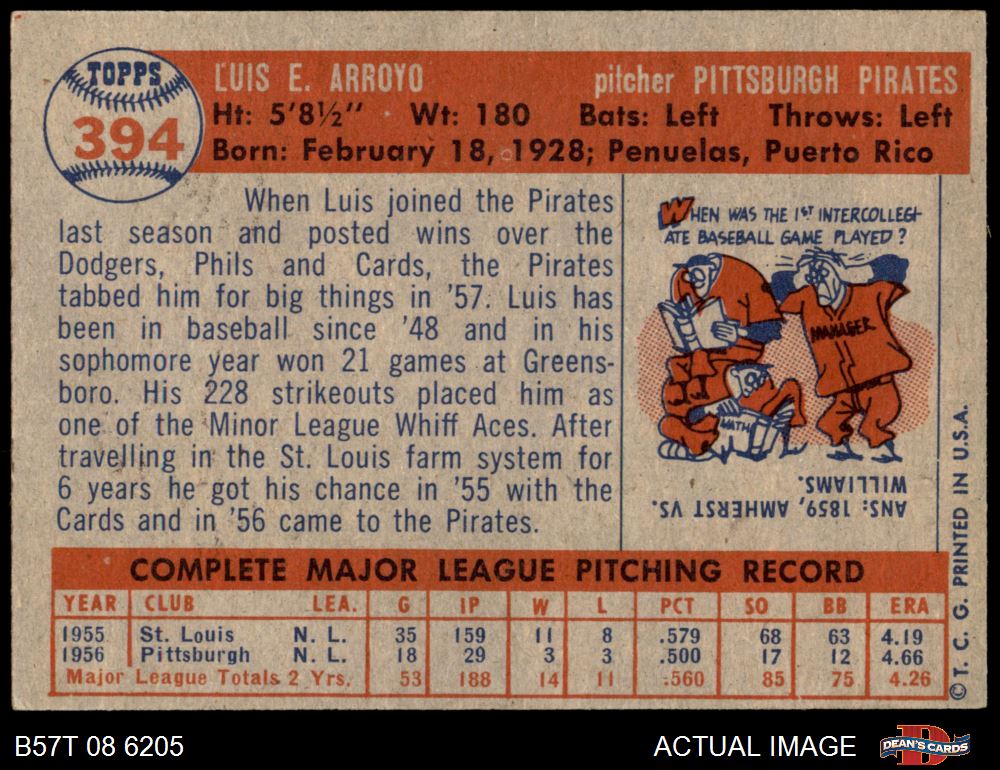 TOPPS
394
LUIS E. ARROYO pitcher PITTSBURGH PIRATES
Ht: 5'8½" Wt: 180 Bats: Left Throws: Left
Born: February 18, 1928; Penuelas, Puerto Rico
When Luis joined the Pirates
last season and posted wins over the
Dodgers, Phils and Cards, the Pirates
tabbed him for big things in '57. Luis has
been in baseball since '48 and in his
sophomore year won 21 games at Greens-
boro. His 228 strikeouts placed him as
one of the Minor League Whiff Aces. After
travelling in the St. Louis farm system for
6 years he got his chance in '55 with the
Cards and in '56 came to the Pirates.
WHEN WAS THE 1ST INTERCOLLEGI-
ATE BASEBALL GAME PLAYED?
MANAGER
MATH
ANS: 1859, AMHERST VS.
WILLIAMS.
COMPLETE MAJOR LEAGUE PITCHING RECORD
YEAR CLUB LEA. G IP W L PCT SO BB ERA
1955 St. Louis N. L. 35 159 11 8 .579 68 63 4.19
1956 Pittsburgh N. L. 18 29 3 3 .500 17 12 4.66
Major League Totals 2 Yrs. 53 188 14 11 .560 85 75 4.26
© T. C. G. PRINTED IN U.S.A.
B57T 08 6205 ACTUAL IMAGE
D
DEAN'S CARDS